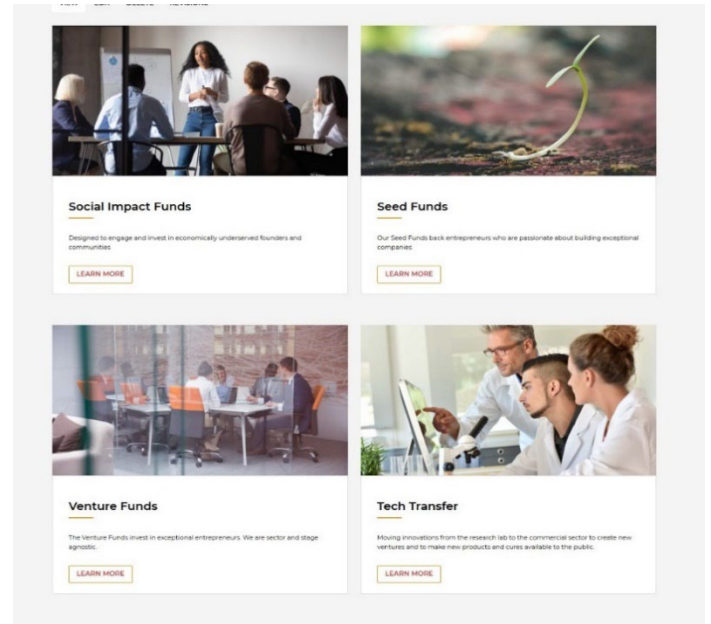 VIEW EDIT DELETE REVISIONS
Social Impact Funds
Designed to engage and invest in economically underserved founders and
communities
LEARN MORE
Seed Funds
Our Seed Funds back entrepreneurs who are passionate about building exceptional
companies
LEARN MORE
Venture Funds
The Venture Funds invest in exceptional entrepreneurs. We are sector and stage
agnostic.
LEARN MORE
Tech Transfer
Moving innovations from the research lab to the commercial sector to create new
ventures and to make new products and cures available to the public.
LEARN MORE